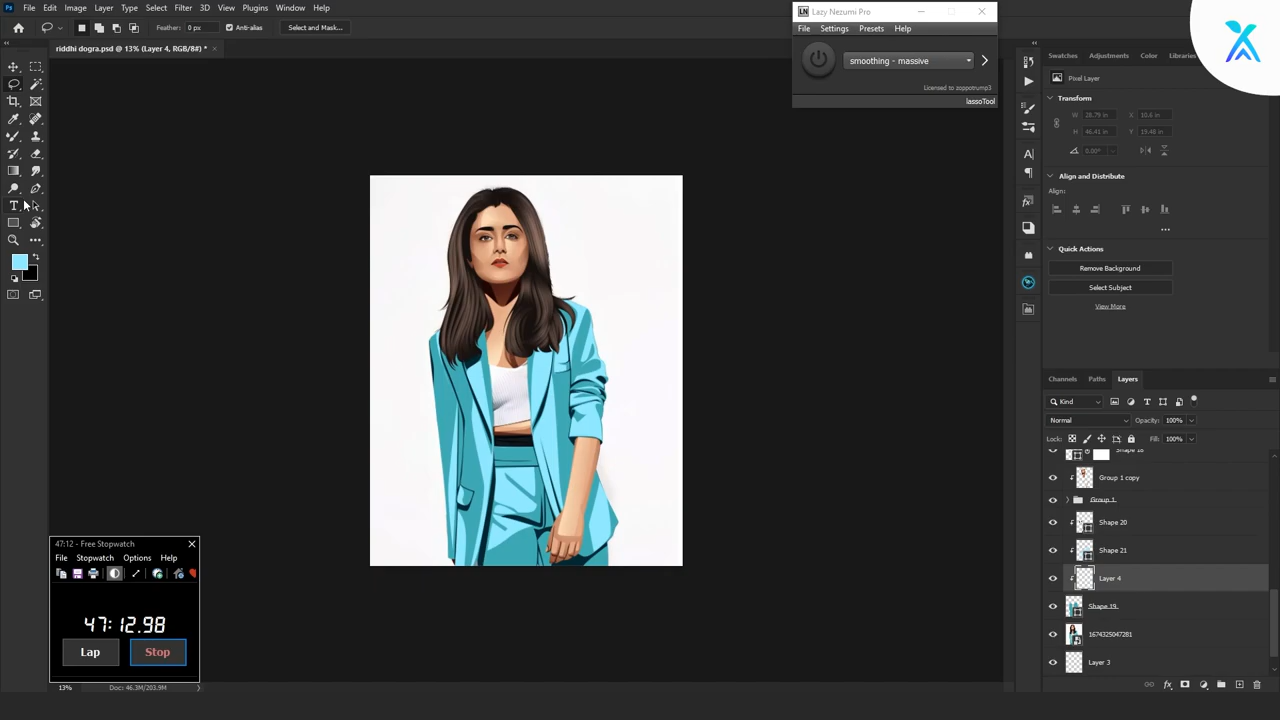 Ps File Edit Image Layer Type Select Filter 3D View Plugins Window Help
Feather: 0 px Anti-alias Select and Mask...
riddhi dogra.psd @ 13% (Layer 4, RGB/8#) * ×
LN Lazy Nezumi Pro
File Settings Presets Help
smoothing - massive
Licensed to zoppotrump3
lassoTool
Swatches Adjustments Color Libraries
Pixel Layer
Transform
W 28.79 in X 10.6 in
H 46.41 in Y 19.48 in
0.00°
Align and Distribute
Align:
Quick Actions
Remove Background
Select Subject
View More
Channels Paths Layers
Kind
Normal Opacity: 100%
Lock: Fill: 100%
Shape 18
Group 1 copy
Group 1
Shape 20
Shape 21
Layer 4
Shape 19
1674325047281
Layer 3
47:12 - Free Stopwatch
File Stopwatch Options Help
47:12.98
Lap Stop
13% Doc: 46.3M/203.9M